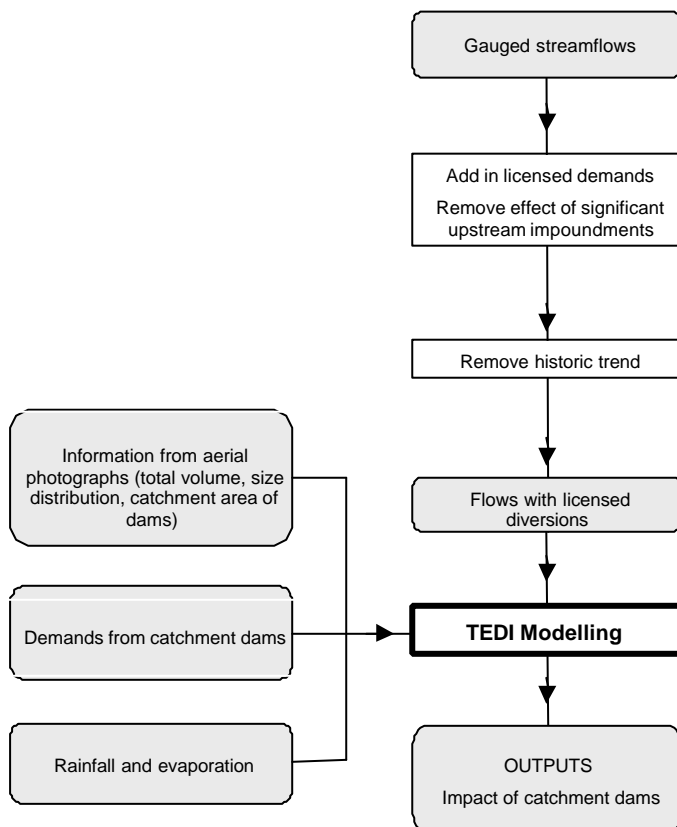 Gauged streamflows
Add in licensed demands
Remove effect of significant
upstream impoundments
Remove historic trend
Information from aerial
photographs (total volume, size
distribution, catchment area of
dams)
Flows with licensed
diversions
Demands from catchment dams
TEDI Modelling
Rainfall and evaporation
OUTPUTS
Impact of catchment dams